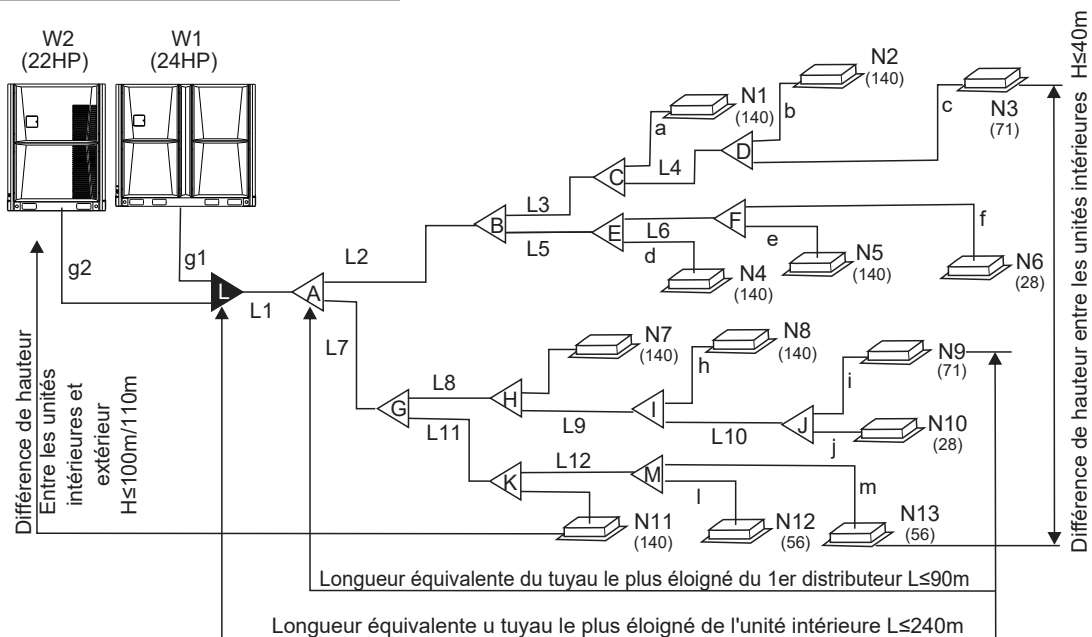 W2
(22HP)
W1
(24HP)
N1
(140)
N2
(140)
N3
(71)
a
b
c
D
L4
C
L3
B
L5
E
L6
d
F
e
f
N4
(140)
N5
(140)
N6
(28)
g2
g1
L
L1
A
L2
L7
N7
(140)
N8
(140)
N9
(71)
h
i
L8
H
G
L9
I
L10
J
j
N10
(28)
L11
L12
K
M
l
m
N11
(140)
N12
(56)
N13
(56)
Différence de hauteur
Entre les unités
intérieures et
extérieur
H≤100m/110m
Différence de hauteur entre les unités intérieures H≤40m
Longueur équivalente du tuyau le plus éloigné du 1er distributeur L≤90m
Longueur équivalente u tuyau le plus éloigné de l'unité intérieure L≤240m